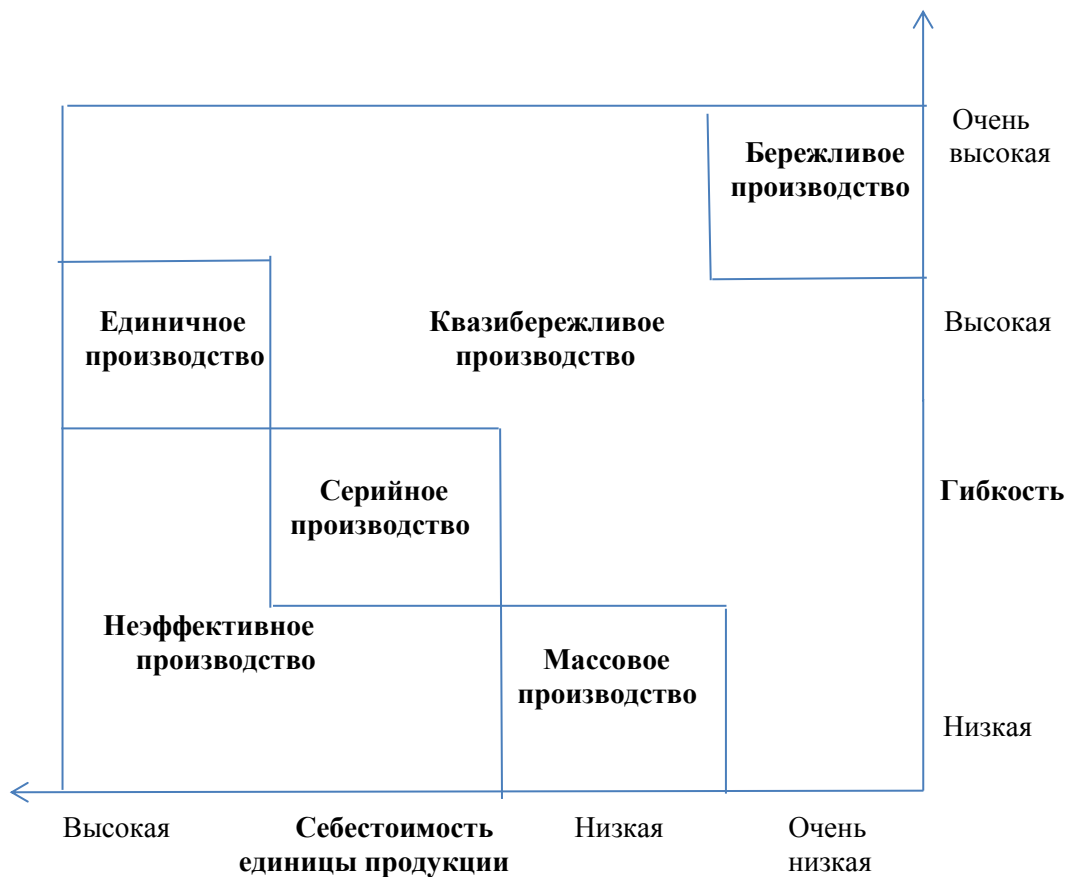 Очень
высокая
Бережливое
производство
Единичное
производство
Квазибережливое
производство
Высокая
Серийное
производство
Гибкость
Неэффективное
производство
Массовое
производство
Низкая
Высокая
Себестоимость
единицы продукции
Низкая
Очень
низкая